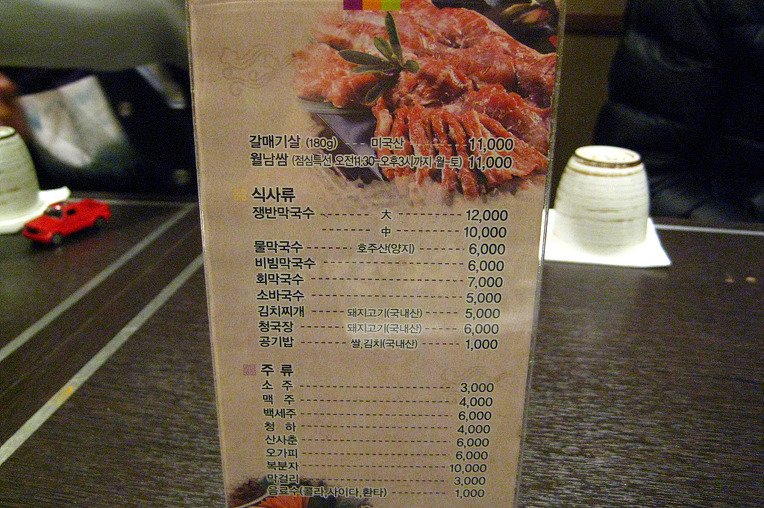 갈매기살 (180g) 미국산 11,000
월남쌈 (점심특선 오전11:30~오후3시까지 월~토) 11,000
식사류
쟁반막국수 大 12,000
中 10,000
물막국수 호주산(양지) 6,000
비빔막국수 6,000
회막국수 7,000
소바국수 5,000
김치찌개 돼지고기(국내산) 5,000
청국장 돼지고기(국내산) 6,000
공기밥 쌀,김치(국내산) 1,000
주 류
소 주 3,000
맥 주 4,000
백세주 6,000
청 하 4,000
산사춘 6,000
오가피 6,000
복분자 10,000
막걸리 3,000
음료수(콜라,사이다,환타) 1,000